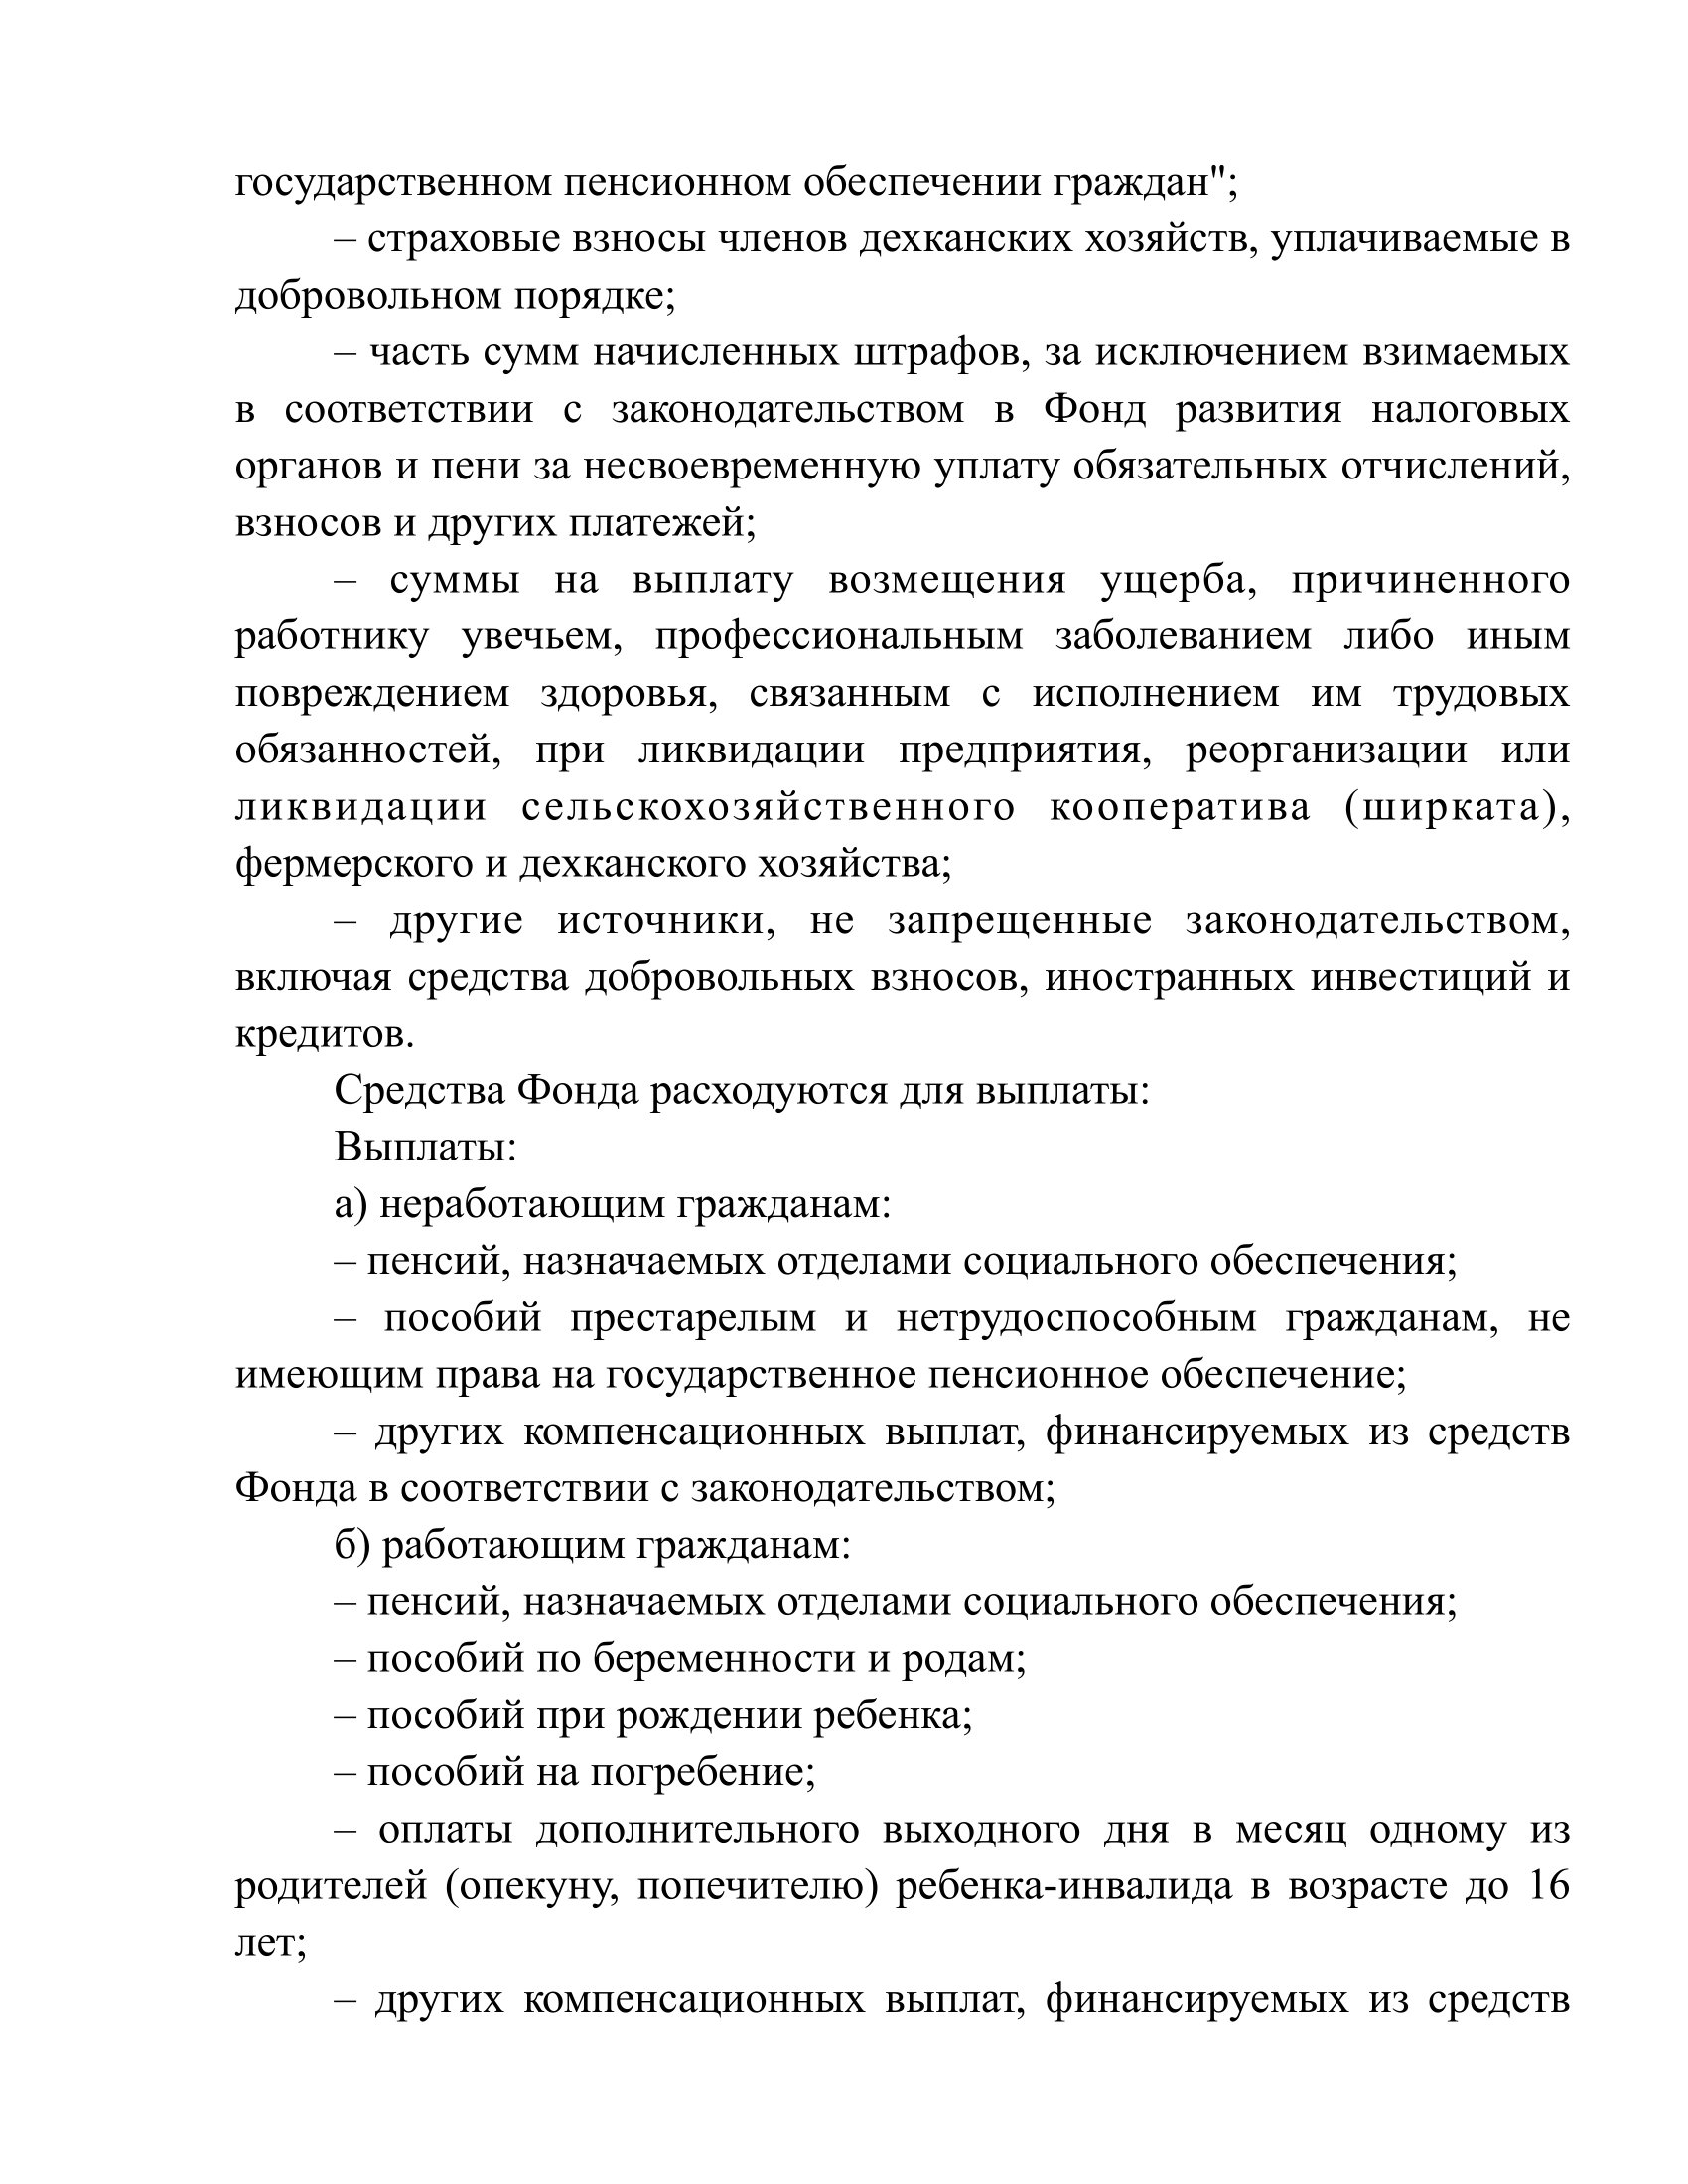 государственном пенсионном обеспечении граждан";
– страховые взносы членов дехканских хозяйств, уплачиваемые в
добровольном порядке;
– часть сумм начисленных штрафов, за исключением взимаемых
в соответствии с законодательством в Фонд развития налоговых
органов и пени за несвоевременную уплату обязательных отчислений,
взносов и других платежей;
– суммы на выплату возмещения ущерба, причиненного
работнику увечьем, профессиональным заболеванием либо иным
повреждением здоровья, связанным с исполнением им трудовых
обязанностей, при ликвидации предприятия, реорганизации или
ликвидации сельскохозяйственного кооператива (ширката),
фермерского и дехканского хозяйства;
– другие источники, не запрещенные законодательством,
включая средства добровольных взносов, иностранных инвестиций и
кредитов.
Средства Фонда расходуются для выплаты:
Выплаты:
а) неработающим гражданам:
– пенсий, назначаемых отделами социального обеспечения;
– пособий престарелым и нетрудоспособным гражданам, не
имеющим права на государственное пенсионное обеспечение;
– других компенсационных выплат, финансируемых из средств
Фонда в соответствии с законодательством;
б) работающим гражданам:
– пенсий, назначаемых отделами социального обеспечения;
– пособий по беременности и родам;
– пособий при рождении ребенка;
– пособий на погребение;
– оплаты дополнительного выходного дня в месяц одному из
родителей (опекуну, попечителю) ребенка-инвалида в возрасте до 16
лет;
– других компенсационных выплат, финансируемых из средств